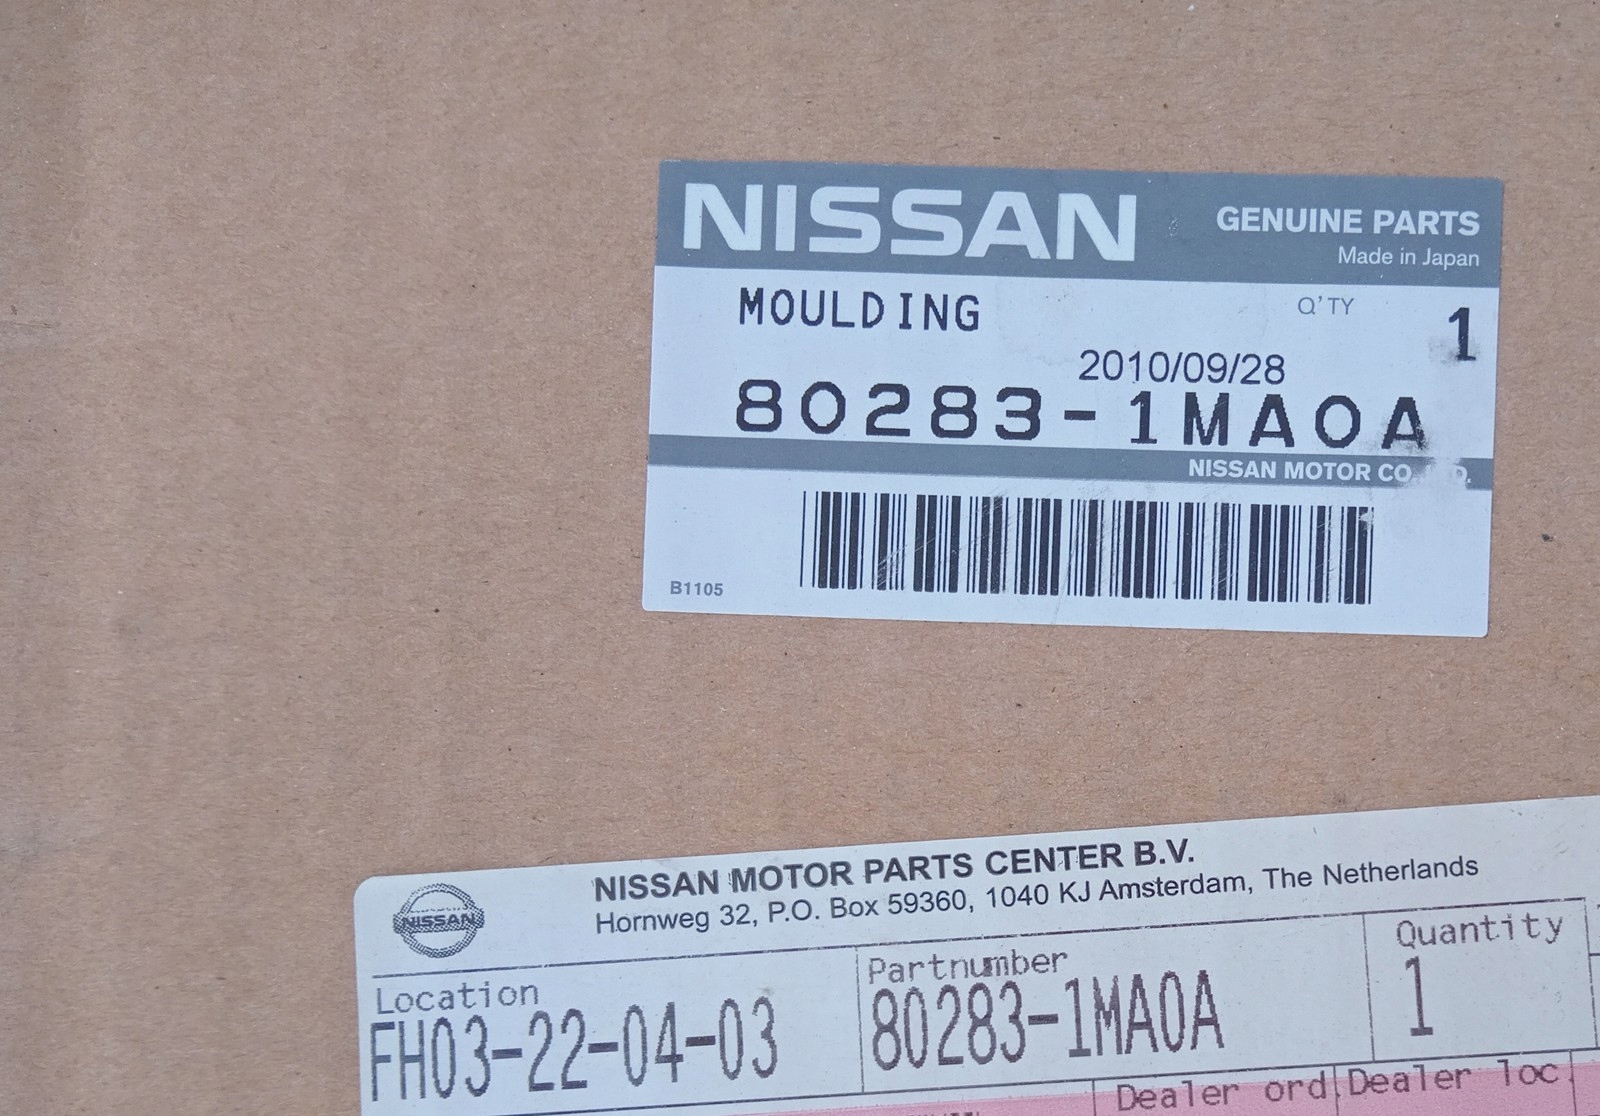 NISSAN
GENUINE PARTS
Made in Japan
MOULDING
Q'TY
1
2010/09/28
80283-1MA0A
NISSAN MOTOR CO.
B1105
NISSAN MOTOR PARTS CENTER B.V.
Hornweg 32, P.O. Box 59360, 1040 KJ Amsterdam, The Netherlands
NISSAN
Location
Partnumber
Quantity
FH03-22-04-03
80283-1MA0A
1
Dealer ord
Dealer loc